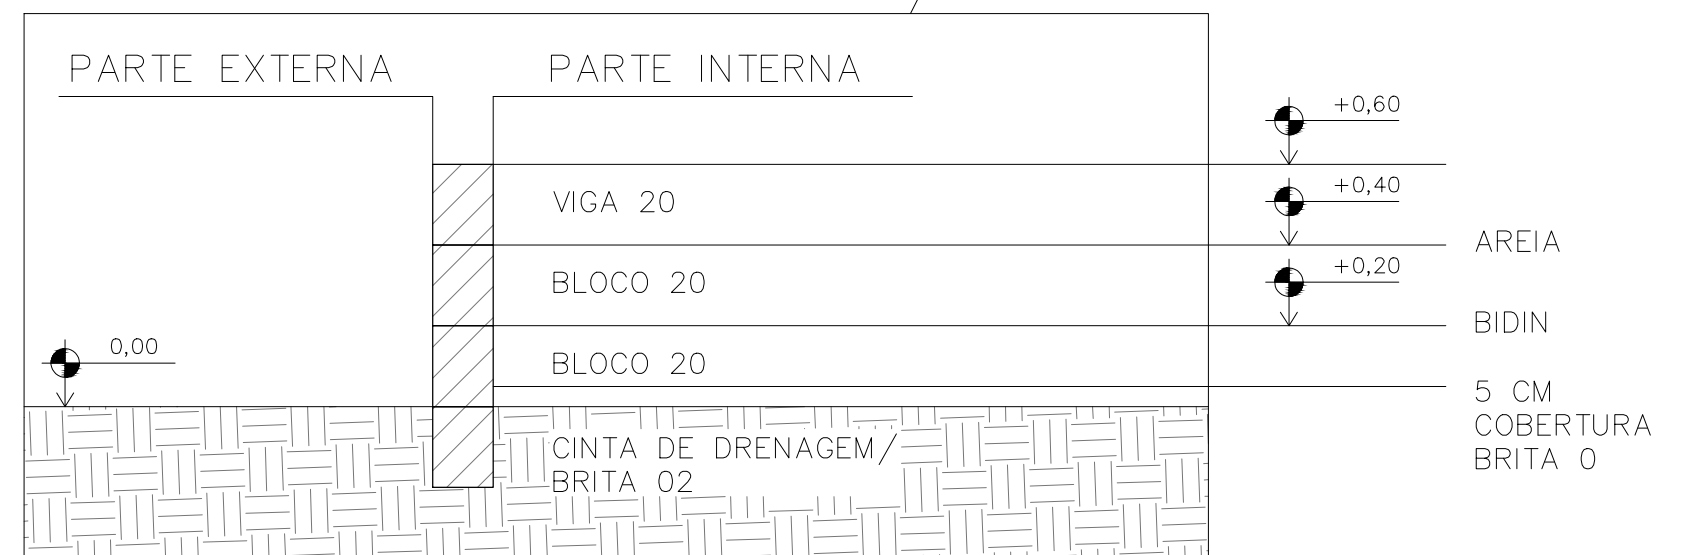 PARTE EXTERNA
PARTE INTERNA
+0,60
VIGA 20
+0,40
AREIA
BLOCO 20
+0,20
BIDIN
0,00
BLOCO 20
5 CM
COBERTURA
BRITA 0
CINTA DE DRENAGEM/
BRITA 02